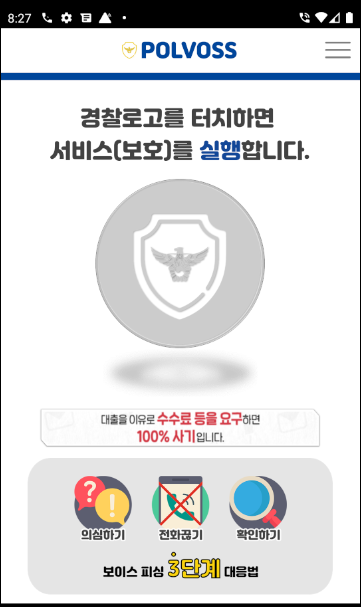 8:27
POLVOSS
경찰로고를 터치하면
서비스(보호)를 실행합니다.
대출을 이유로 수수료 등을 요구하면
100% 사기입니다.
의심하기 전화끊기 확인하기
보이스 피싱 3단계 대응법